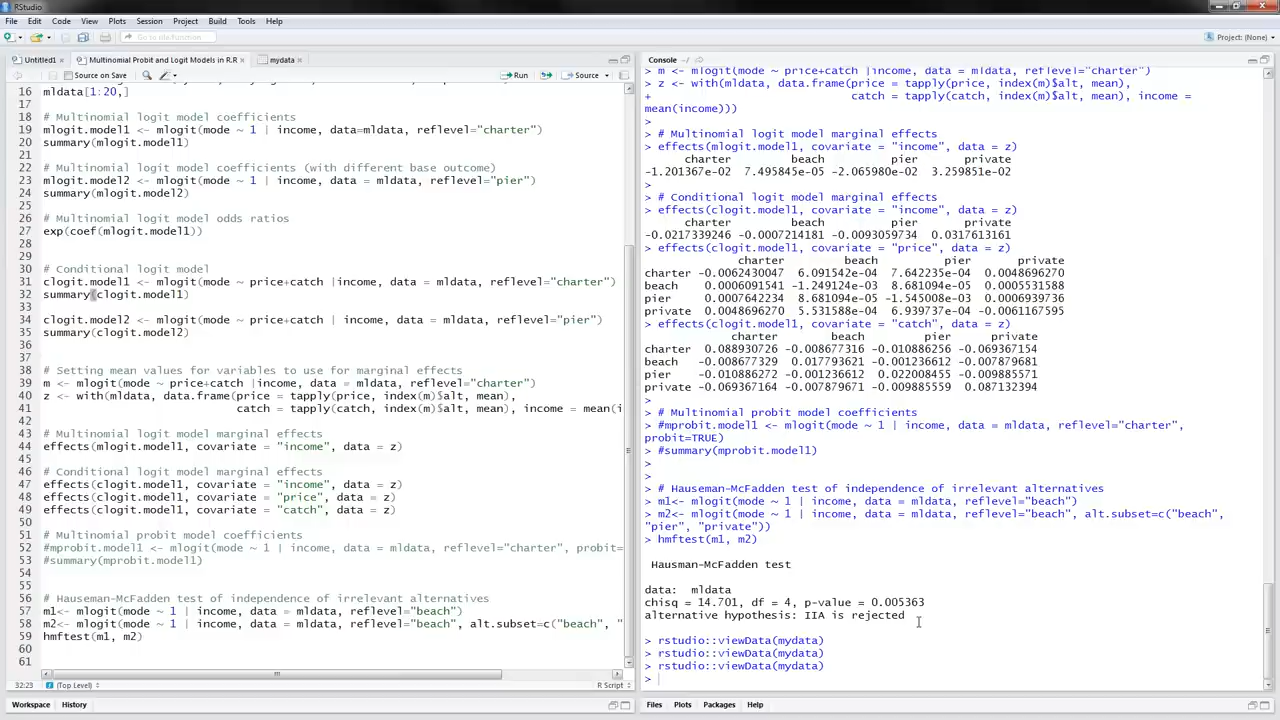 RStudio
File Edit Code View Plots Session Project Build Tools Help
Go to file/function
Project: (None)
Untitled1 × Multinomial Probit and Logit Models in R.R × mydata ×
Source on Save Run Source
16 mldata[1:20,]
17
18 # Multinomial logit model coefficients
19 mlogit.model1 <- mlogit(mode ~ 1 | income, data=mldata, reflevel="charter")
20 summary(mlogit.model1)
21
22 # Multinomial logit model coefficients (with different base outcome)
23 mlogit.model2 <- mlogit(mode ~ 1 | income, data = mldata, reflevel="pier")
24 summary(mlogit.model2)
25
26 # Multinomial logit model odds ratios
27 exp(coef(mlogit.model1))
28
29
30 # Conditional logit model
31 clogit.model1 <- mlogit(mode ~ price+catch |income, data = mldata, reflevel="charter")
32 summary(clogit.model1)
33
34 clogit.model2 <- mlogit(mode ~ price+catch | income, data = mldata, reflevel="pier")
35 summary(clogit.model2)
36
37
38 # Setting mean values for variables to use for marginal effects
39 m <- mlogit(mode ~ price+catch |income, data = mldata, reflevel="charter")
40 z <- with(mldata, data.frame(price = tapply(price, index(m)$alt, mean),
41 catch = tapply(catch, index(m)$alt, mean), income = mean(i
42
43 # Multinomial logit model marginal effects
44 effects(mlogit.model1, covariate = "income", data = z)
45
46 # Conditional logit model marginal effects
47 effects(clogit.model1, covariate = "income", data = z)
48 effects(clogit.model1, covariate = "price", data = z)
49 effects(clogit.model1, covariate = "catch", data = z)
50
51 # Multinomial probit model coefficients
52 #mprobit.model1 <- mlogit(mode ~ 1 | income, data = mldata, reflevel="charter", probit=
53 #summary(mprobit.model1)
54
55
56 # Hauseman-McFadden test of independence of irrelevant alternatives
57 m1<- mlogit(mode ~ 1 | income, data = mldata, reflevel="beach")
58 m2<- mlogit(mode ~ 1 | income, data = mldata, reflevel="beach", alt.subset=c("beach", "
59 hmftest(m1, m2)
60
61
32:23 (Top Level) R Script
Workspace History
Console ~/
> m <- mlogit(mode ~ price+catch |income, data = mldata, reflevel="charter")
> z <- with(mldata, data.frame(price = tapply(price, index(m)$alt, mean),
+ catch = tapply(catch, index(m)$alt, mean), income =
mean(income)))
>
> # Multinomial logit model marginal effects
> effects(mlogit.model1, covariate = "income", data = z)
charter beach pier private
-1.201367e-02 7.495845e-05 -2.065980e-02 3.259851e-02
>
> # Conditional logit model marginal effects
> effects(clogit.model1, covariate = "income", data = z)
charter beach pier private
-0.0217339246 -0.0007214181 -0.0093059734 0.0317613161
> effects(clogit.model1, covariate = "price", data = z)
charter beach pier private
charter -0.0062430047 6.091542e-04 7.642235e-04 0.0048696270
beach 0.0006091542 -1.249124e-03 8.681094e-05 0.0005531588
pier 0.0007642234 8.681094e-05 -1.545008e-03 0.0006939736
private 0.0048696270 5.531588e-04 6.939737e-04 -0.0061167595
> effects(clogit.model1, covariate = "catch", data = z)
charter beach pier private
charter 0.088930726 -0.008677316 -0.010886256 -0.069367154
beach -0.008677329 0.017793621 -0.001236612 -0.007879681
pier -0.010886272 -0.001236612 0.022008455 -0.009885571
private -0.069367164 -0.007879671 -0.009885559 0.087132394
>
> # Multinomial probit model coefficients
> #mprobit.model1 <- mlogit(mode ~ 1 | income, data = mldata, reflevel="charter",
probit=TRUE)
> #summary(mprobit.model1)
>
>
> # Hauseman-McFadden test of independence of irrelevant alternatives
> m1<- mlogit(mode ~ 1 | income, data = mldata, reflevel="beach")
> m2<- mlogit(mode ~ 1 | income, data = mldata, reflevel="beach", alt.subset=c("beach",
"pier", "private"))
> hmftest(m1, m2)
Hausman-McFadden test
data: mldata
chisq = 14.701, df = 4, p-value = 0.005363
alternative hypothesis: IIA is rejected
> rstudio::viewData(mydata)
> rstudio::viewData(mydata)
> rstudio::viewData(mydata)
>
Files Plots Packages Help